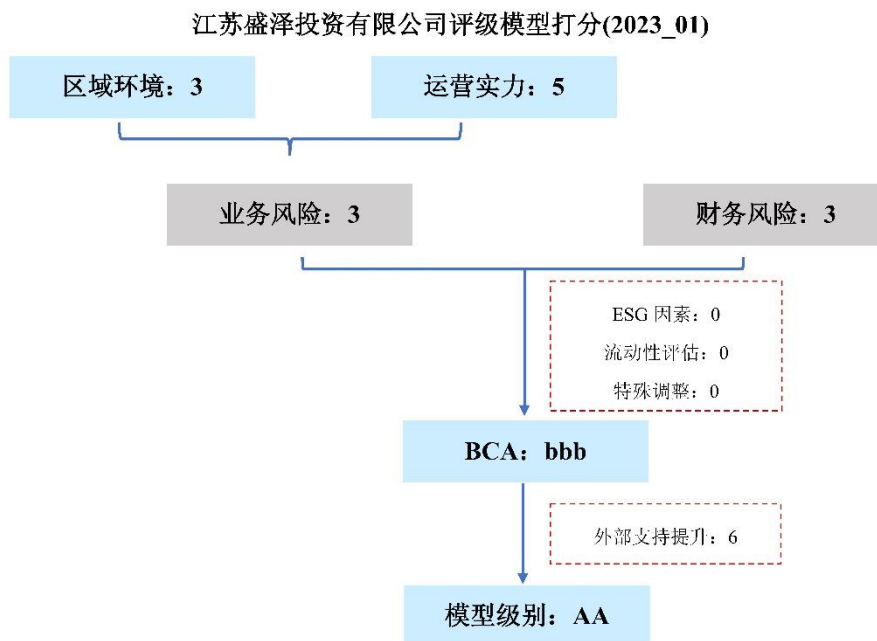 江苏盛泽投资有限公司评级模型打分(2023_01)
区域环境：3
运营实力：5
业务风险：3
财务风险：3
ESG 因素：0
流动性评估：0
特殊调整：0
BCA：bbb
外部支持提升：6
模型级别：AA